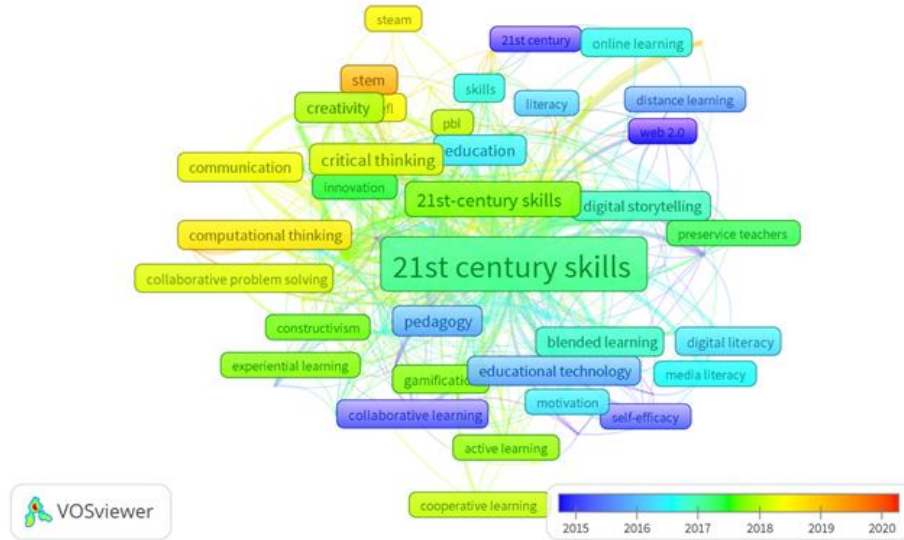 steam
21st century
online learning
stem
efl
creativity
skills
literacy
distance learning
pbl
web 2.0
communication
critical thinking
education
innovation
21st-century skills
digital storytelling
computational thinking
preservice teachers
21st century skills
collaborative problem solving
pedagogy
constructivism
blended learning
digital literacy
experiential learning
gamification
educational technology
media literacy
collaborative learning
motivation
self-efficacy
active learning
cooperative learning
VOSviewer
2015 2016 2017 2018 2019 2020